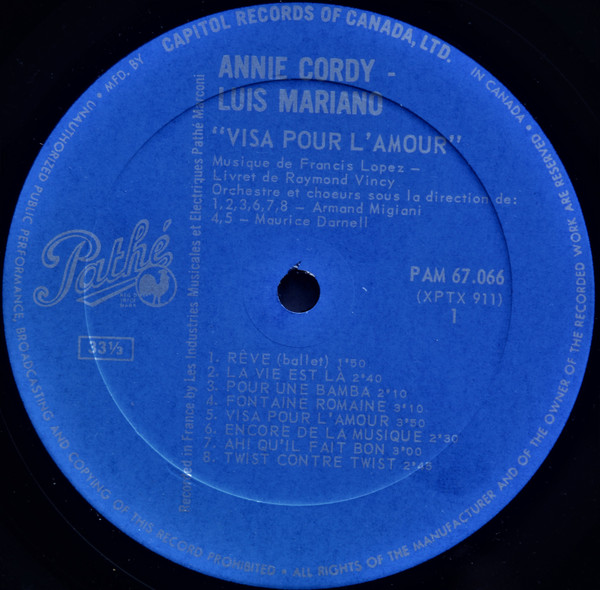 MFD. BY CAPITOL RECORDS OF CANADA, LTD. IN CANADA • ALL RIGHTS OF THE MANUFACTURER AND OF THE OWNER OF THE RECORDED WORK ARE RESERVED •
UNAUTHORIZED PUBLIC PERFORMANCE, BROADCASTING AND COPYING OF THIS RECORD PROHIBITED •
ANNIE CORDY -
LUIS MARIANO
"VISA POUR L'AMOUR"
Musique de Francis Lopez —
Livret de Raymond Vincy
Orchestre et choeurs sous la direction de:
1,2,3,6,7,8 — Armand Migiani
4,5 — Maurice Darnell
Recorded in France by Les Industries Musicales et Electriques Pathé Marconi
Pathé
33⅓
PAM 67.066
(XPTX 911)
1
1. RÊVE (ballet) 1"50
2. LA VIE EST LÀ 2"40
3. POUR UNE BAMBA 2"10
4. FONTAINE ROMAINE 3"10
5. VISA POUR L'AMOUR 3"50
6. ENCORE DE LA MUSIQUE 2"30
7. AH! QU'IL FAIT BON 3"00
8. TWIST CONTRE TWIST 2"45